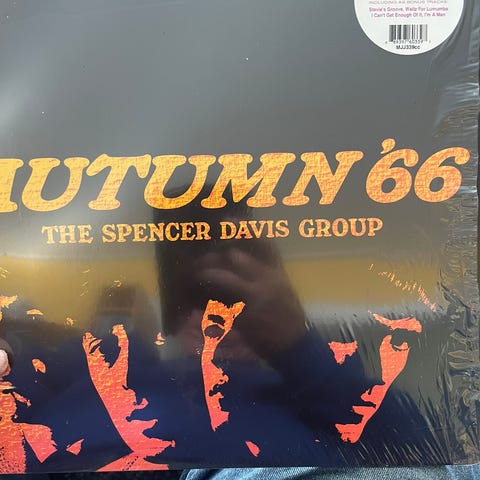 INCLUDING AS BONUS TRACKS:
Stevie's Groove, Waltz For Lumumba
I Can't Get Enough Of It, I'm A Man
MJJ339cc
AUTUMN '66
THE SPENCER DAVIS GROUP